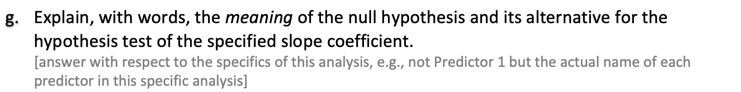 g. Explain, with words, the meaning of the null hypothesis and its alternative for the
hypothesis test of the specified slope coefficient.
[answer with respect to the specifics of this analysis, e.g., not Predictor 1 but the actual name of each
predictor in this specific analysis]